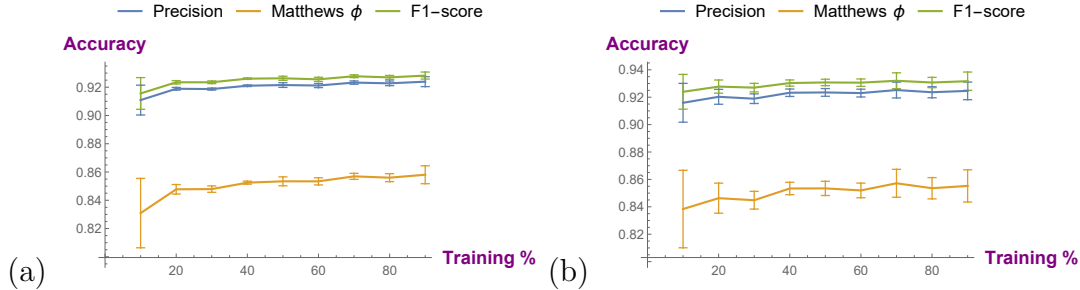 Precision Matthews ϕ F1-score
Accuracy
0.92
0.90
0.88
0.86
0.84
0.82
20 40 60 80
Training %
(a)
Precision Matthews ϕ F1-score
Accuracy
0.94
0.92
0.90
0.88
0.86
0.84
0.82
20 40 60 80
Training %
(b)